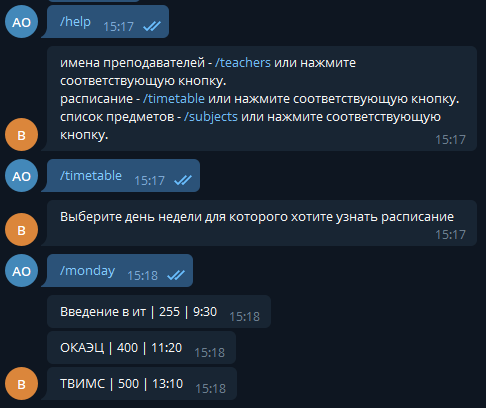 AO
/help
15:17
имена преподавателей - /teachers или нажмите
соответствующую кнопку.
расписание - /timetable или нажмите соответствующую кнопку.
список предметов - /subjects или нажмите соответствующую
кнопку.
15:17
B
AO
/timetable
15:17
Выберите день недели для которого хотите узнать расписание
15:17
B
AO
/monday
15:18
Введение в ит | 255 | 9:30
15:18
ОКАЭЦ | 400 | 11:20
15:18
B
ТВИМС | 500 | 13:10
15:18